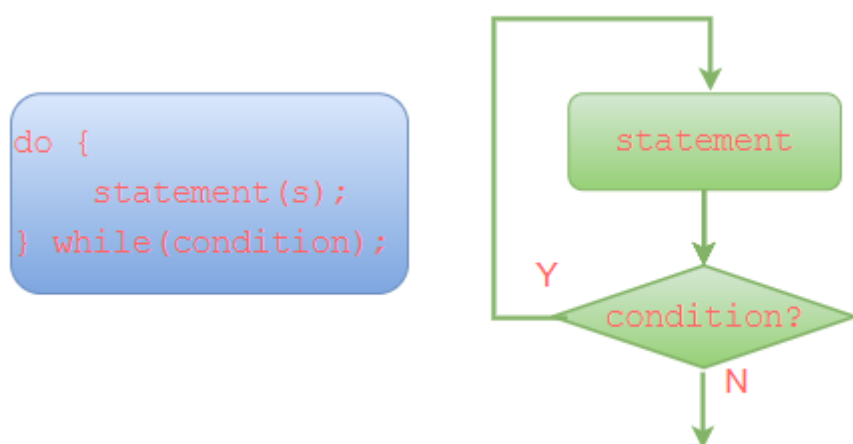 do {
    statement(s);
} while(condition);
statement
Y
condition?
N